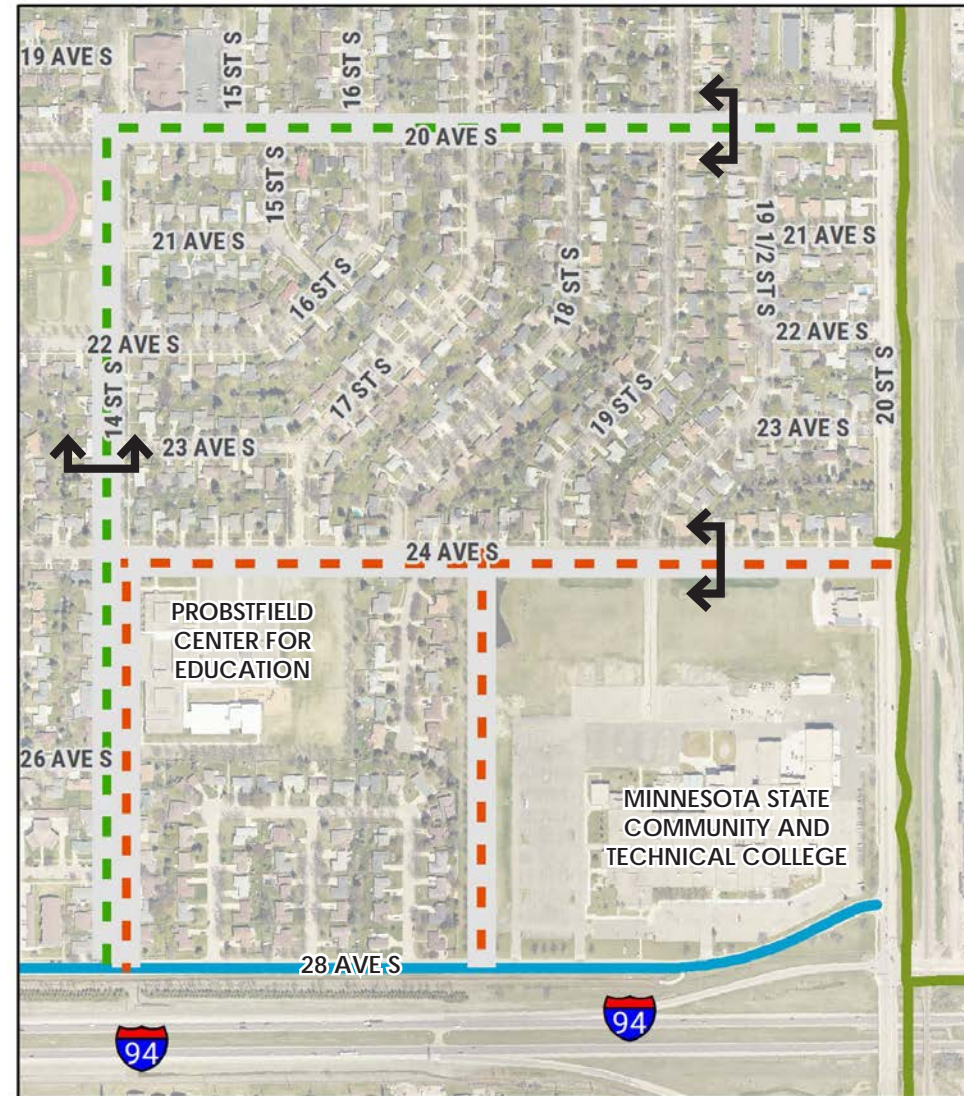 19 AVE S
15 ST S
16 ST S
20 AVE S
15 ST S
21 AVE S
16 ST S
17 ST S
18 ST S
19 1/2 ST S
21 AVE S
22 AVE S
22 AVE S
14 ST S
19 ST S
20 ST S
23 AVE S
23 AVE S
24 AVE S
PROBSTFIELD
CENTER FOR
EDUCATION
26 AVE S
MINNESOTA STATE
COMMUNITY AND
TECHNICAL COLLEGE
28 AVE S
94
94